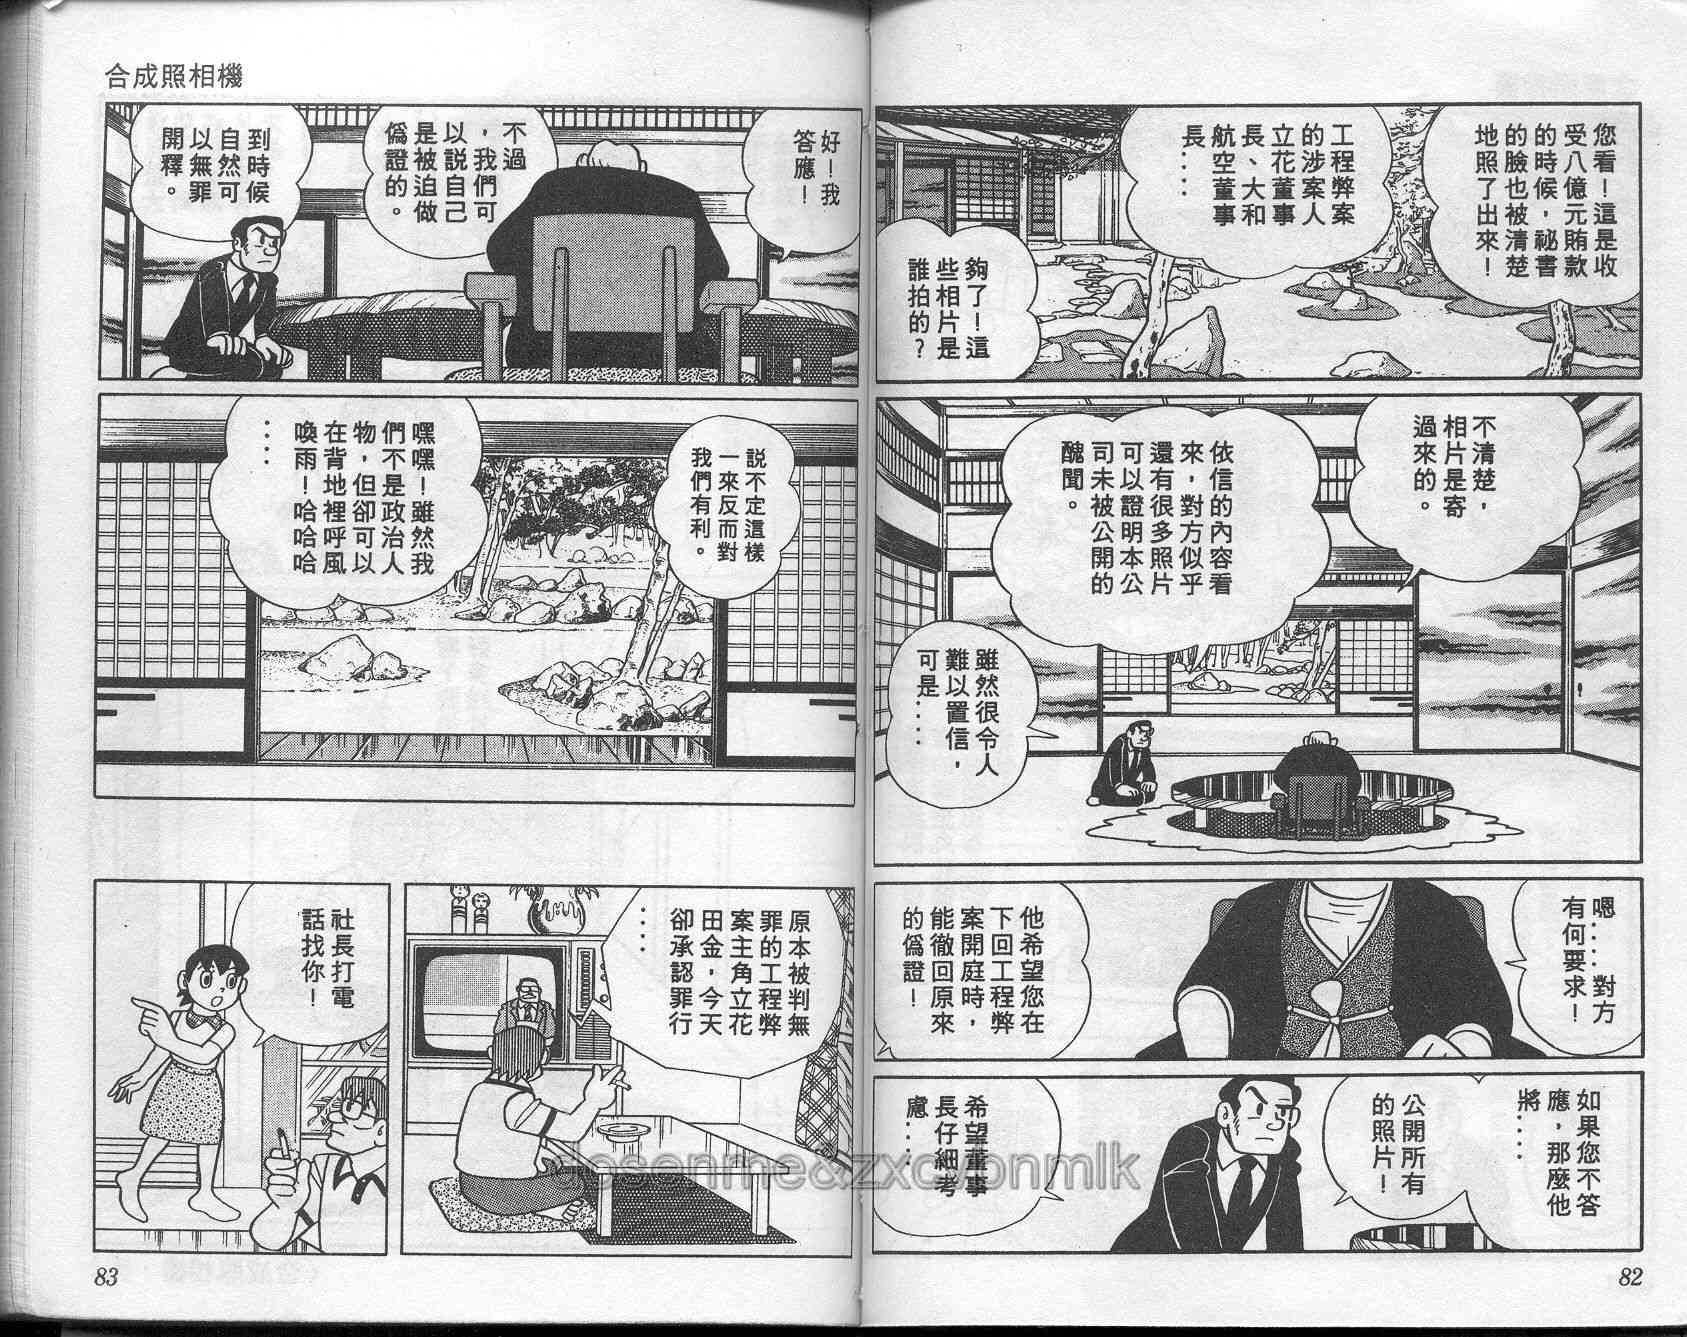 您看！這是收
受八億元賄款
的時候，祕書
的臉也被清楚
地照了出來！
工程弊案
的涉案人
立花董事
長、大和
航空董事
長⋯⋯
夠了！這
些相片是
誰拍的？
不清楚，
相片是寄
過來的。
依信的內容看
來，對方似乎
還有很多照片
可以證明本公
司未被公開的
醜聞。
雖然很令人
難以置信，
可是⋯⋯
嗯⋯⋯對方
有何要求！
他希望您在
下回工程弊
案開庭時，
能徹回原來
的偽證！
如果您不答
應，那麼他
將⋯⋯
公開所有
的照片！
希望董事
長仔細考
慮⋯⋯
82
合成照相機
好！我
答應！
不過
，我們可
以說自己
是被迫做
偽證的。
到時候
自然可
以無罪
開釋。
說不定這樣
一來反而對
我們有利。
嘿嘿！雖然我
們不是政治人
物，但卻可以
在背地裡呼風
喚雨！哈哈哈
⋯⋯
原本被判無
罪的工程弊
案主角立花
田金，今天
卻承認罪行
⋯⋯
社長打電
話找你！
83
dosenme&zxcvbnmlk